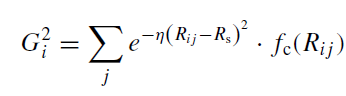 $G_i^2 = \sum_j e^{-\eta(R_{ij}-R_s)^2} \cdot f_c(R_{ij})$